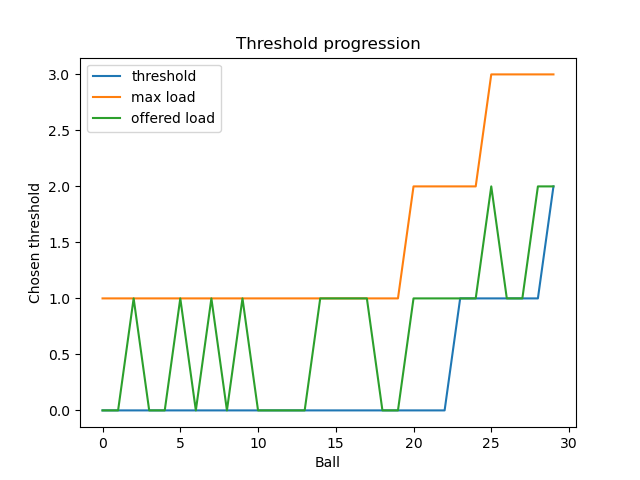 Threshold progression
threshold
max load
offered load
Chosen threshold
3.0
2.5
2.0
1.5
1.0
0.5
0.0
0 5 10 15 20 25 30
Ball